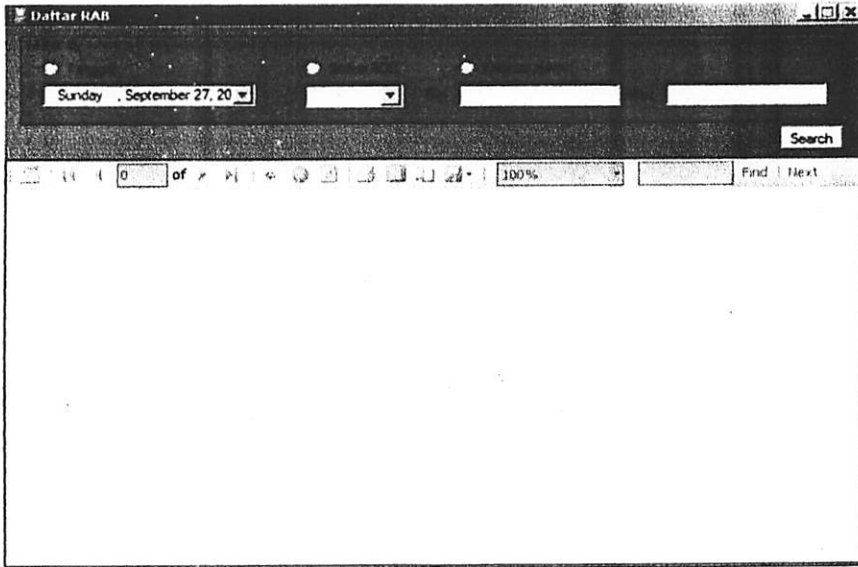 Daftar RAB
Sunday , September 27, 20
Search
0 of 100% Find | Next